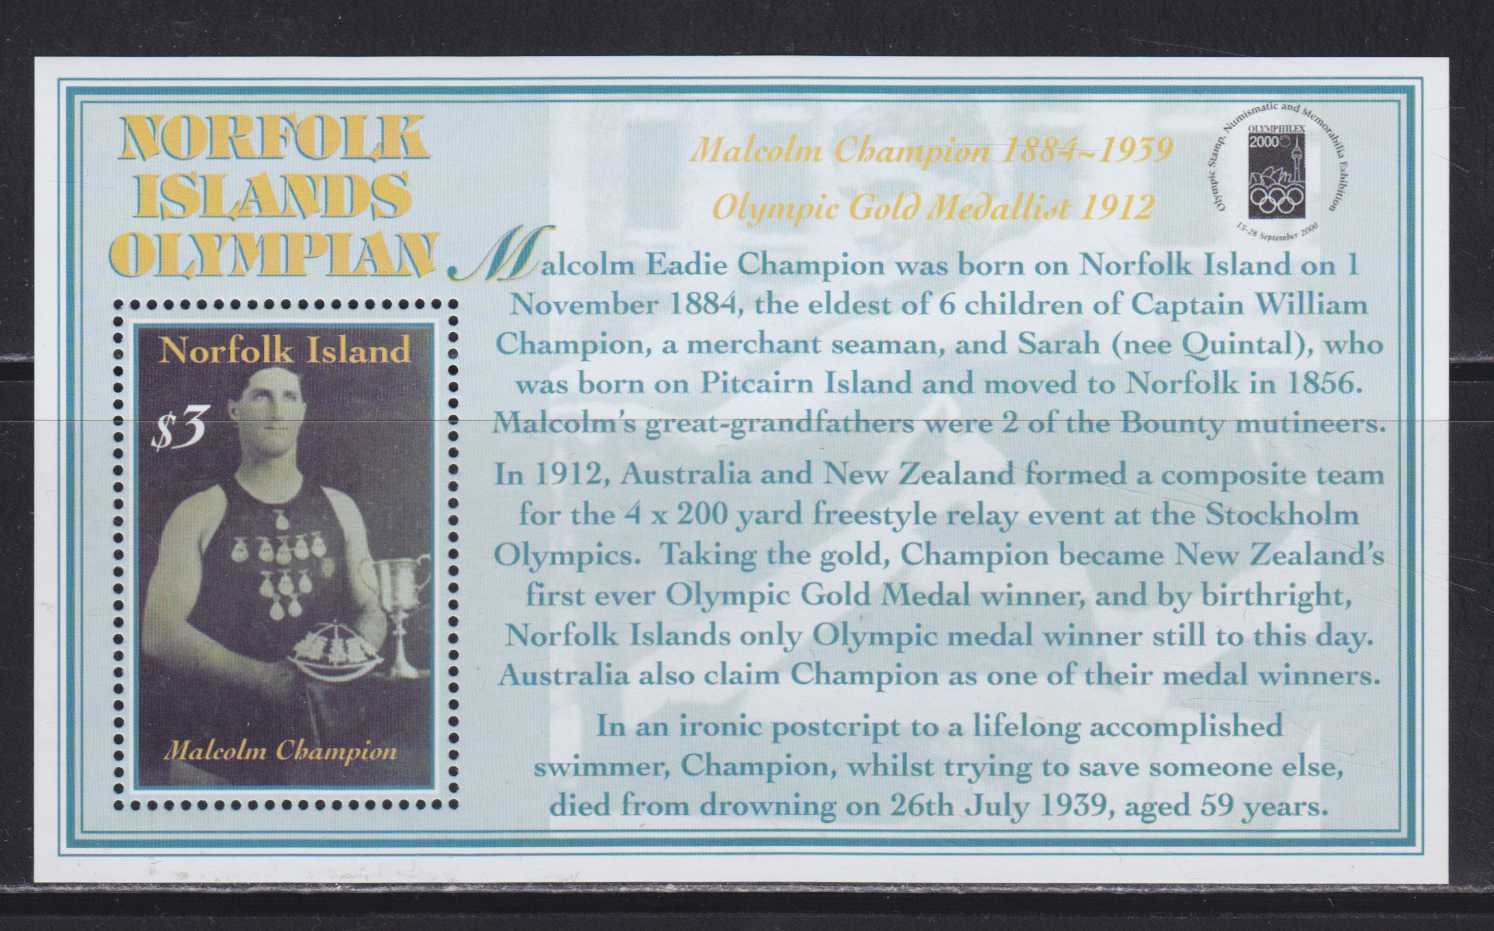 NORFOLK
ISLANDS
OLYMPIAN
Norfolk Island
$3
Malcolm Champion
Malcolm Champion 1884~1939
Olympic Gold Medallist 1912
Olympic Stamp, Numismatic and Memorabilia Exhibition
OLYMPHILEX
2000
15-28 September 2000
Malcolm Eadie Champion was born on Norfolk Island on 1
November 1884, the eldest of 6 children of Captain William
Champion, a merchant seaman, and Sarah (nee Quintal), who
was born on Pitcairn Island and moved to Norfolk in 1856.
Malcolm's great-grandfathers were 2 of the Bounty mutineers.
In 1912, Australia and New Zealand formed a composite team
for the 4 x 200 yard freestyle relay event at the Stockholm
Olympics. Taking the gold, Champion became New Zealand's
first ever Olympic Gold Medal winner, and by birthright,
Norfolk Islands only Olympic medal winner still to this day.
Australia also claim Champion as one of their medal winners.
In an ironic postcript to a lifelong accomplished
swimmer, Champion, whilst trying to save someone else,
died from drowning on 26th July 1939, aged 59 years.